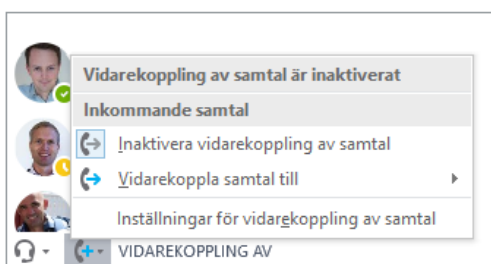 Vidarekoppling av samtal är inaktiverat
Inkommande samtal
Inaktivera vidarekoppling av samtal
Vidarekoppla samtal till
Inställningar för vidarekoppling av samtal
VIDAREKOPPLING AV